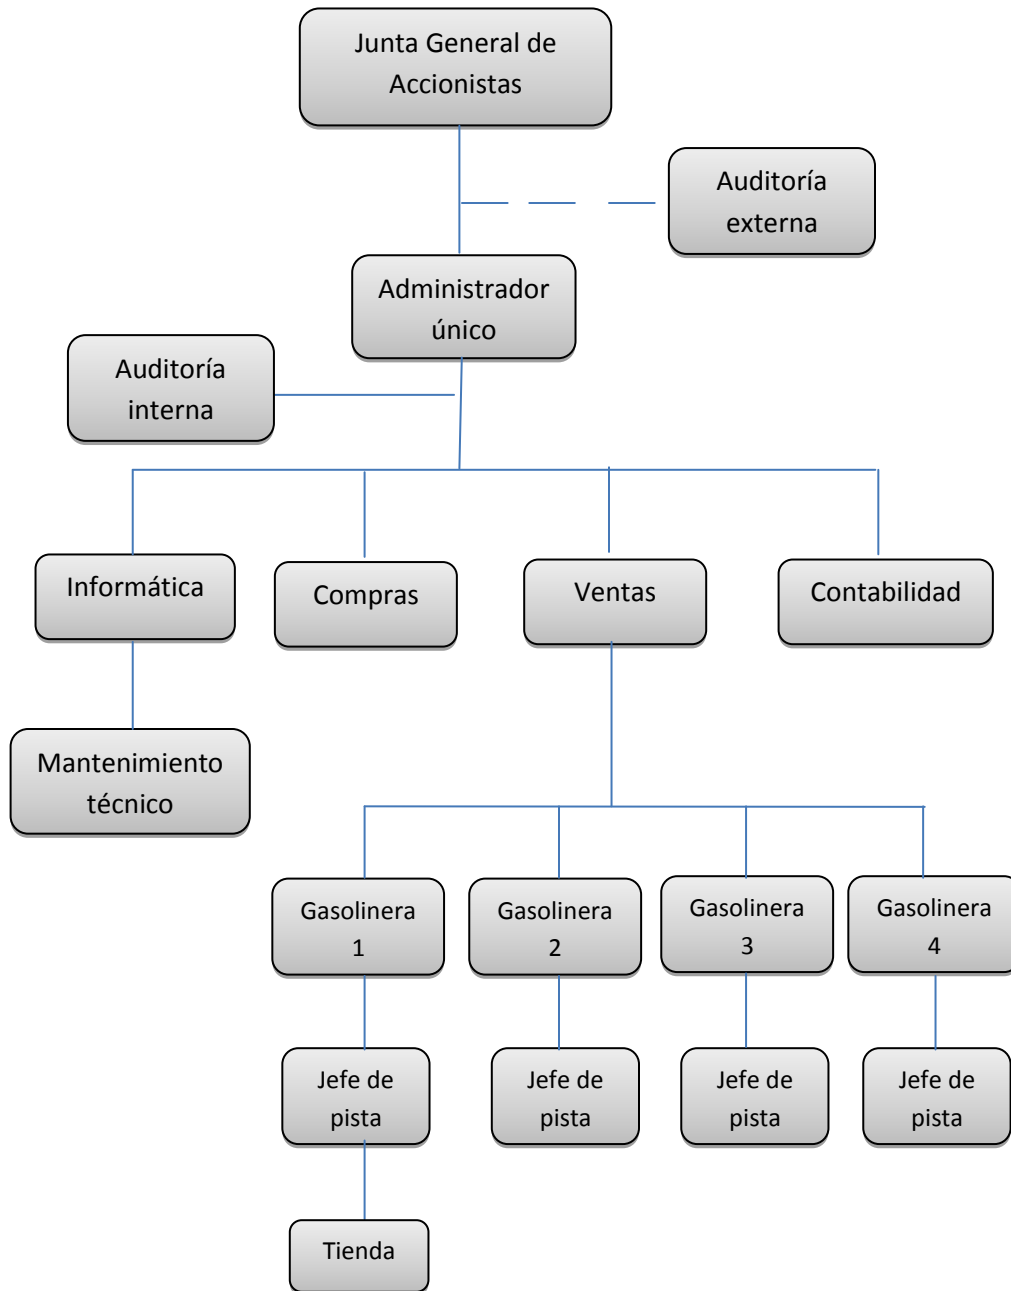 Junta General de
Accionistas
Auditoría
externa
Administrador
único
Auditoría
interna
Informática
Compras
Ventas
Contabilidad
Mantenimiento
técnico
Gasolinera
1
Gasolinera
2
Gasolinera
3
Gasolinera
4
Jefe de
pista
Jefe de
pista
Jefe de
pista
Jefe de
pista
Tienda